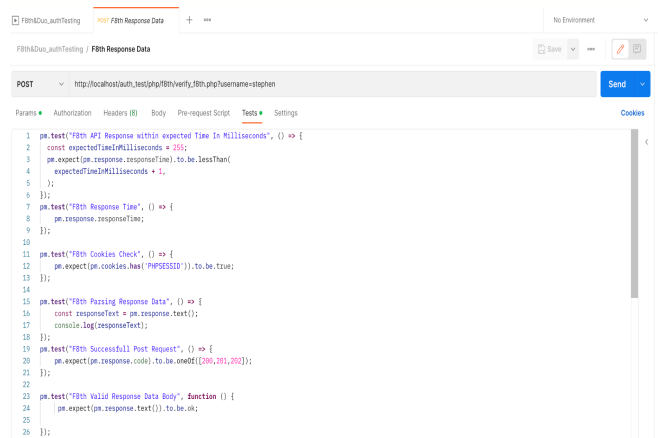 F8th&Duo_authTesting
POST F8th Response Data
No Environment
F8th&Duo_authTesting / F8th Response Data
Save
POST
http://localhost/auth_test/php/f8th/verify_f8th.php?username=stephen
Send
Params
Authorization
Headers (8)
Body
Pre-request Script
Tests
Settings
Cookies
1 pm.test("F8th API Response within expected Time In Milliseconds", () => {
2 const expectedTimeInMilliseconds = 255;
3 pm.expect(pm.response.responseTime).to.be.lessThan(
4 expectedTimeInMilliseconds + 1,
5 );
6 });
7 pm.test("F8th Response Time", () => {
8 pm.response.responseTime;
9 });
10
11 pm.test("F8th Cookies Check", () => {
12 pm.expect(pm.cookies.has('PHPSESSID')).to.be.true;
13 });
14
15 pm.test("F8th Parsing Response Data", () => {
16 const responseText = pm.response.text();
17 console.log(responseText);
18 });
19 pm.test("F8th Successfull Post Request", () => {
20 pm.expect(pm.response.code).to.be.oneOf([200,201,202]);
21 });
22
23 pm.test("F8th Valid Response Data Body", function () {
24 pm.expect(pm.response.text()).to.be.ok;
25
26 });